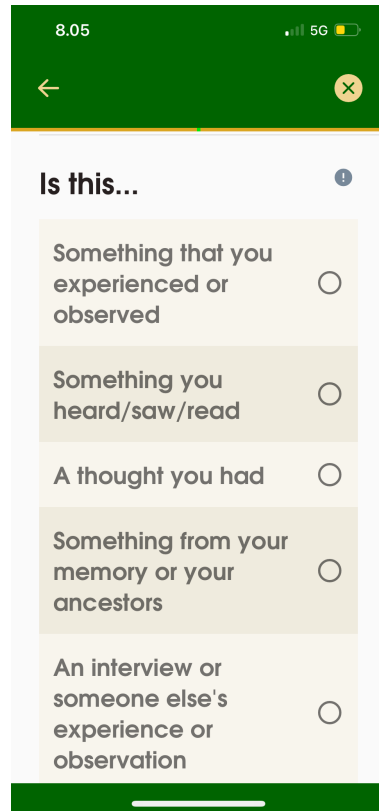 8.05
5G
Is this...
Something that you
experienced or
observed
Something you
heard/saw/read
A thought you had
Something from your
memory or your
ancestors
An interview or
someone else's
experience or
observation